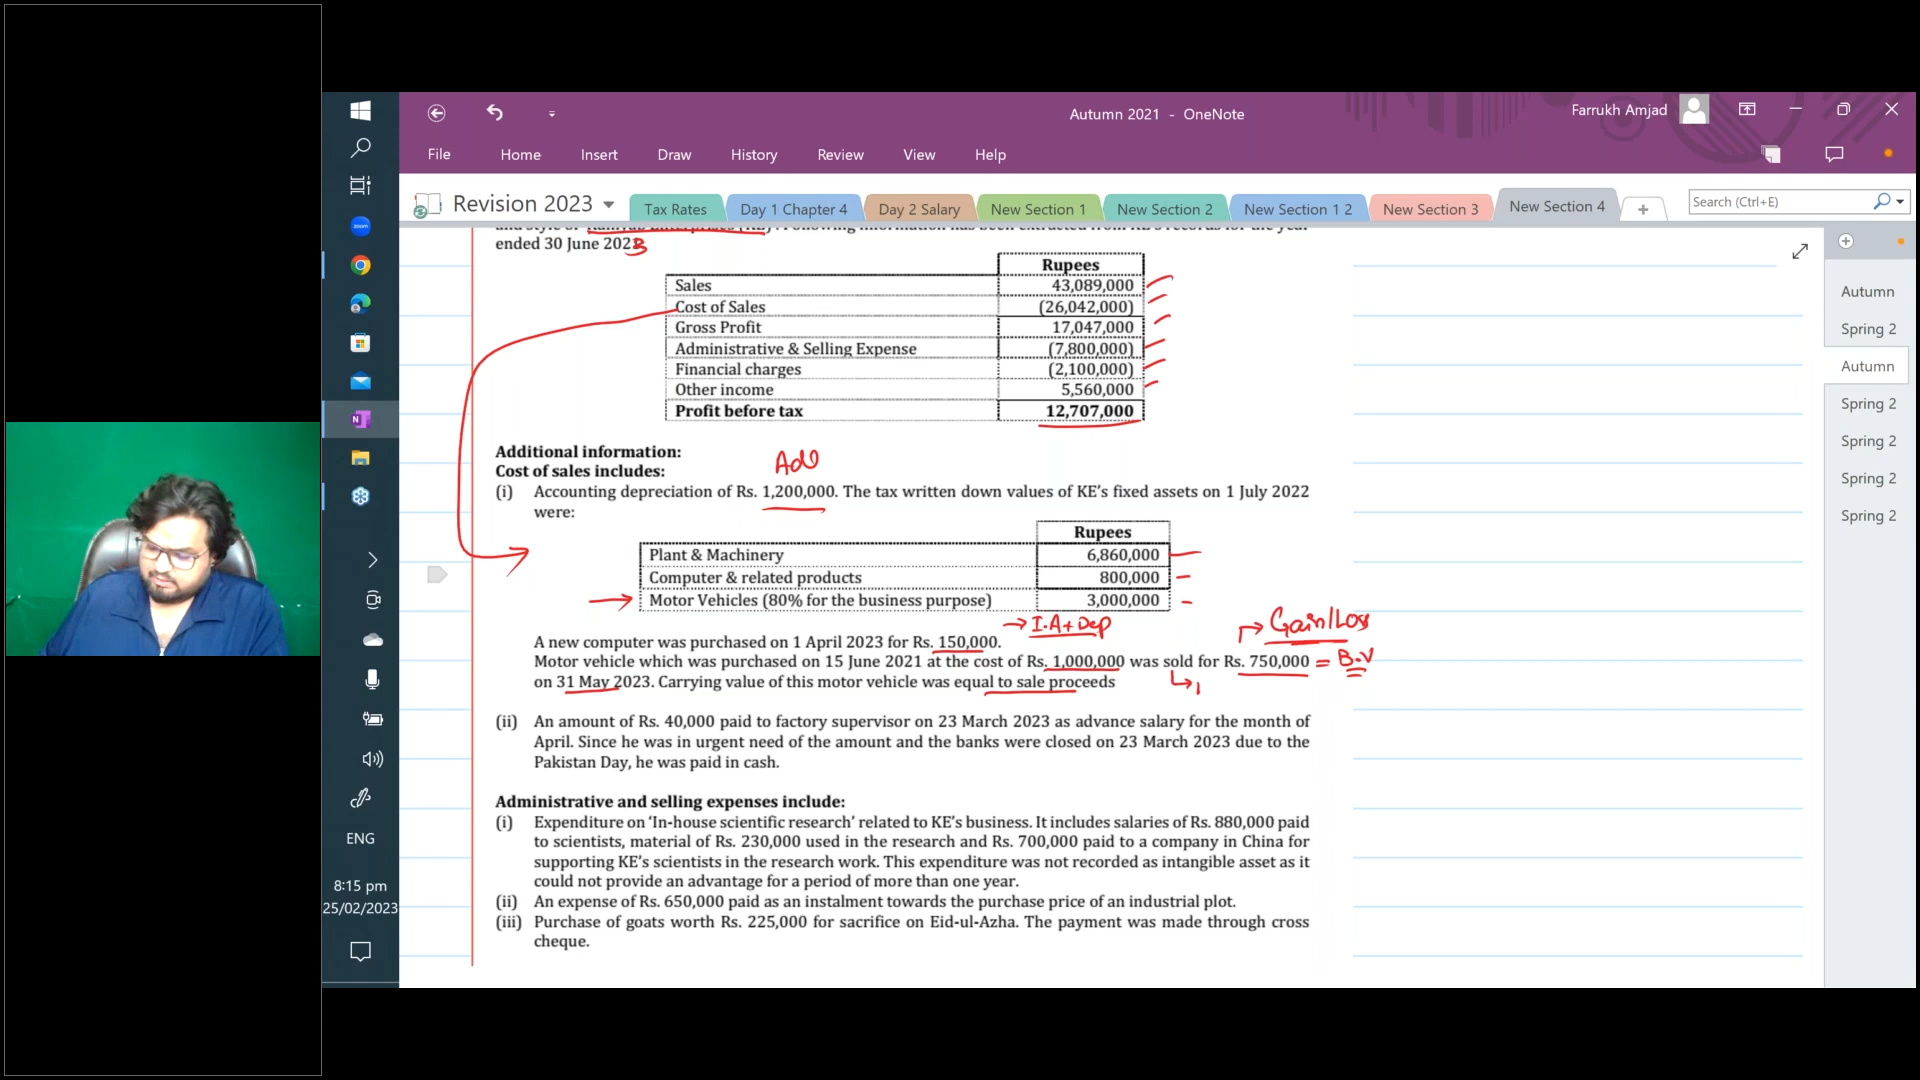 Autumn 2021 - OneNote
Farrukh Amjad
File Home Insert Draw History Review View Help
Revision 2023
Tax Rates
Day 1 Chapter 4
Day 2 Salary
New Section 1
New Section 2
New Section 1 2
New Section 3
New Section 4
Search (Ctrl+E)
ended 30 June 2023
Rupees
Sales 43,089,000
Cost of Sales (26,042,000)
Gross Profit 17,047,000
Administrative & Selling Expense (7,800,000)
Financial charges (2,100,000)
Other income 5,560,000
Profit before tax 12,707,000
Additional information:
Add
Cost of sales includes:
(i) Accounting depreciation of Rs. 1,200,000. The tax written down values of KE's fixed assets on 1 July 2022
were:
Rupees
Plant & Machinery 6,860,000
Computer & related products 800,000
Motor Vehicles (80% for the business purpose) 3,000,000
→ I.A + Dep
Gain/Loss
A new computer was purchased on 1 April 2023 for Rs. 150,000.
Motor vehicle which was purchased on 15 June 2021 at the cost of Rs. 1,000,000 was sold for Rs. 750,000 = B.V
on 31 May 2023. Carrying value of this motor vehicle was equal to sale proceeds
(ii) An amount of Rs. 40,000 paid to factory supervisor on 23 March 2023 as advance salary for the month of
April. Since he was in urgent need of the amount and the banks were closed on 23 March 2023 due to the
Pakistan Day, he was paid in cash.
Administrative and selling expenses include:
(i) Expenditure on 'In-house scientific research' related to KE's business. It includes salaries of Rs. 880,000 paid
to scientists, material of Rs. 230,000 used in the research and Rs. 700,000 paid to a company in China for
supporting KE's scientists in the research work. This expenditure was not recorded as intangible asset as it
could not provide an advantage for a period of more than one year.
(ii) An expense of Rs. 650,000 paid as an instalment towards the purchase price of an industrial plot.
(iii) Purchase of goats worth Rs. 225,000 for sacrifice on Eid-ul-Azha. The payment was made through cross
cheque.
Autumn
Spring 2
Autumn
Spring 2
Spring 2
Spring 2
Spring 2
zoom
N
ENG
8:15 pm
25/02/2023